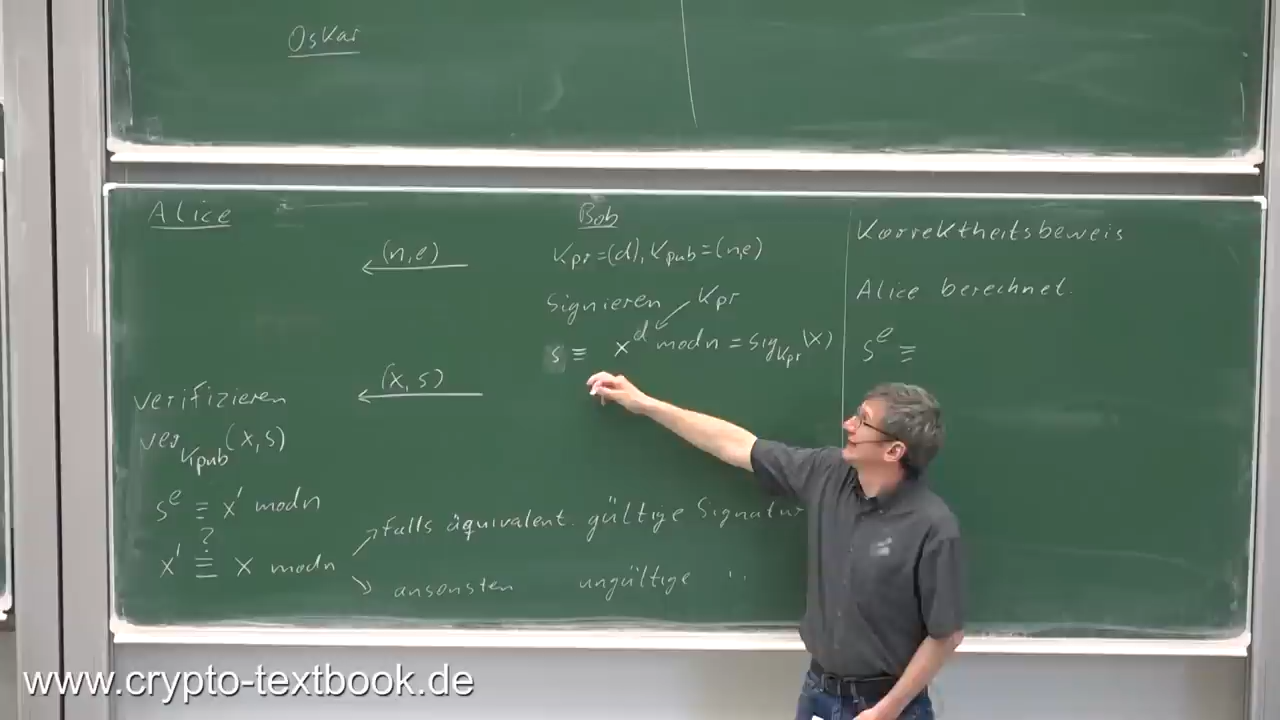 Oskar
Alice
(n,e)
(x,s)
verifizieren
ver_Kpub(x,s)
s^e ≡ x' mod n
?
x' ≡ x mod n
falls äquivalent. gültige Signatur
ansonsten ungültige "
Bob
Kpr=(d), Kpub=(n,e)
Signieren Kpr
s ≡ x^d mod n = sig_Kpr(x)
Korrektheitsbeweis
Alice berechnet.
s^e ≡
www.crypto-textbook.de